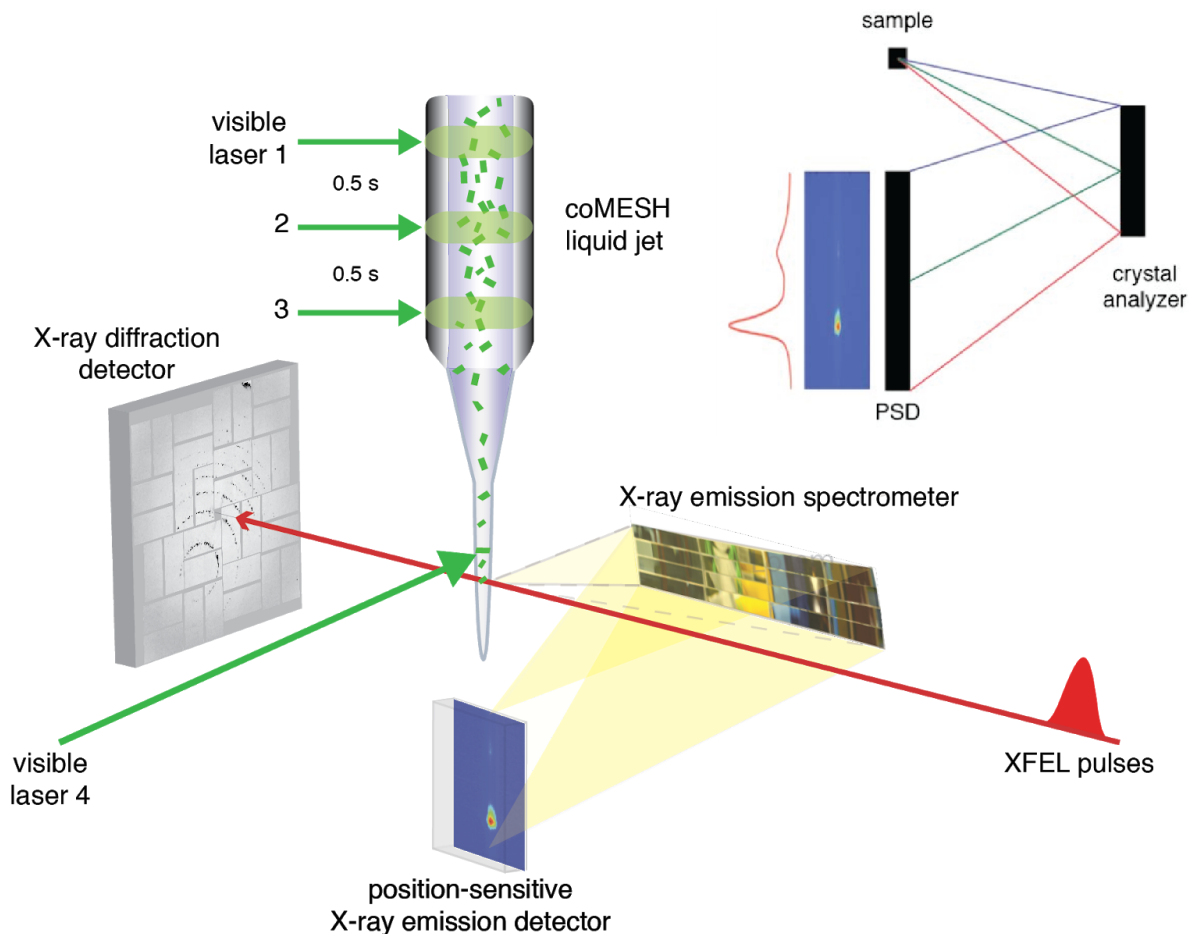 sample
visible
laser 1
0.5 s
2
0.5 s
3
coMESH
liquid jet
crystal
analyzer
PSD
X-ray diffraction
detector
X-ray emission spectrometer
visible
laser 4
XFEL pulses
position-sensitive
X-ray emission detector